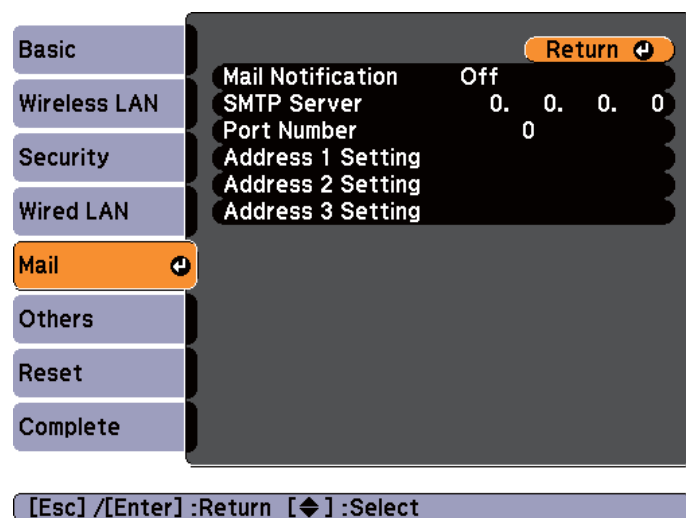 Basic
Wireless LAN
Security
Wired LAN
Mail
Others
Reset
Complete
Return
Mail Notification Off
SMTP Server 0. 0. 0. 0
Port Number 0
Address 1 Setting
Address 2 Setting
Address 3 Setting
[Esc] /[Enter] :Return [◆] :Select